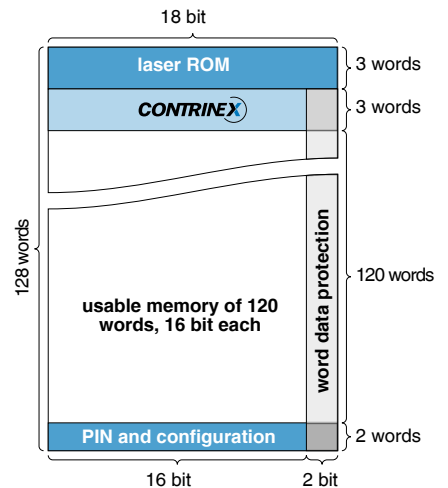 18 bit
laser ROM
3 words
CONTRINEX
3 words
128 words
120 words
usable memory of 120
words, 16 bit each
word data protection
PIN and configuration
2 words
16 bit
2 bit